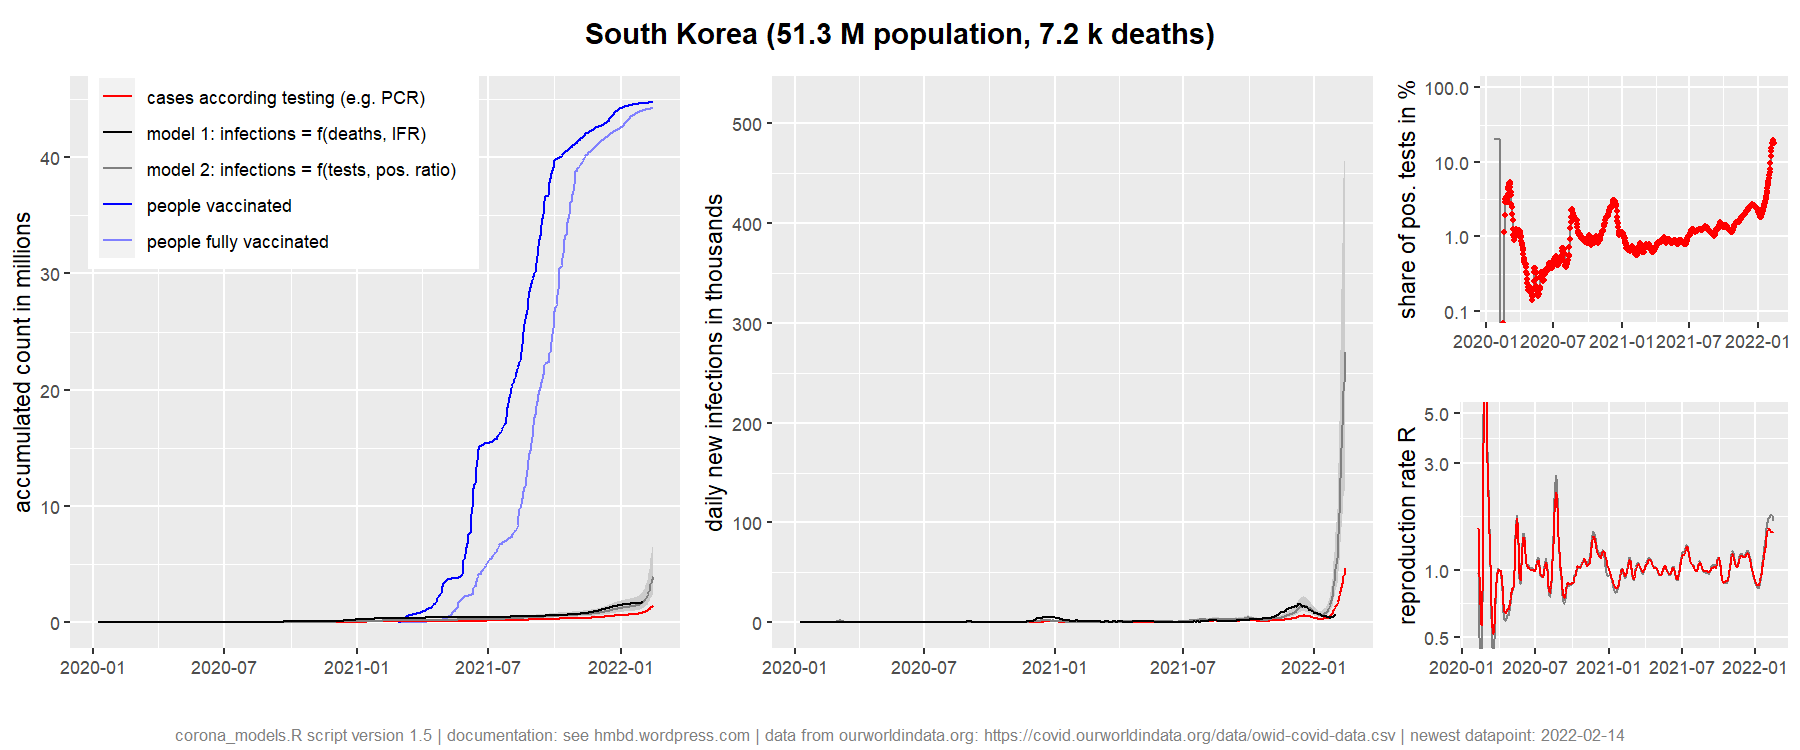 South Korea (51.3 M population, 7.2 k deaths)
accumulated count in millions
40
30
20
10
0
2020-01 2020-07 2021-01 2021-07 2022-01
cases according testing (e.g. PCR)
model 1: infections = f(deaths, IFR)
model 2: infections = f(tests, pos. ratio)
people vaccinated
people fully vaccinated
daily new infections in thousands
500
400
300
200
100
0
2020-01 2020-07 2021-01 2021-07 2022-01
share of pos. tests in %
100.0
10.0
1.0
0.1
2020-01 2020-07 2021-01 2021-07 2022-01
reproduction rate R
5.0
3.0
1.0
0.5
2020-01 2020-07 2021-01 2021-07 2022-01
corona_models.R script version 1.5 | documentation: see hmbd.wordpress.com | data from ourworldindata.org: https://covid.ourworldindata.org/data/owid-covid-data.csv | newest datapoint: 2022-02-14